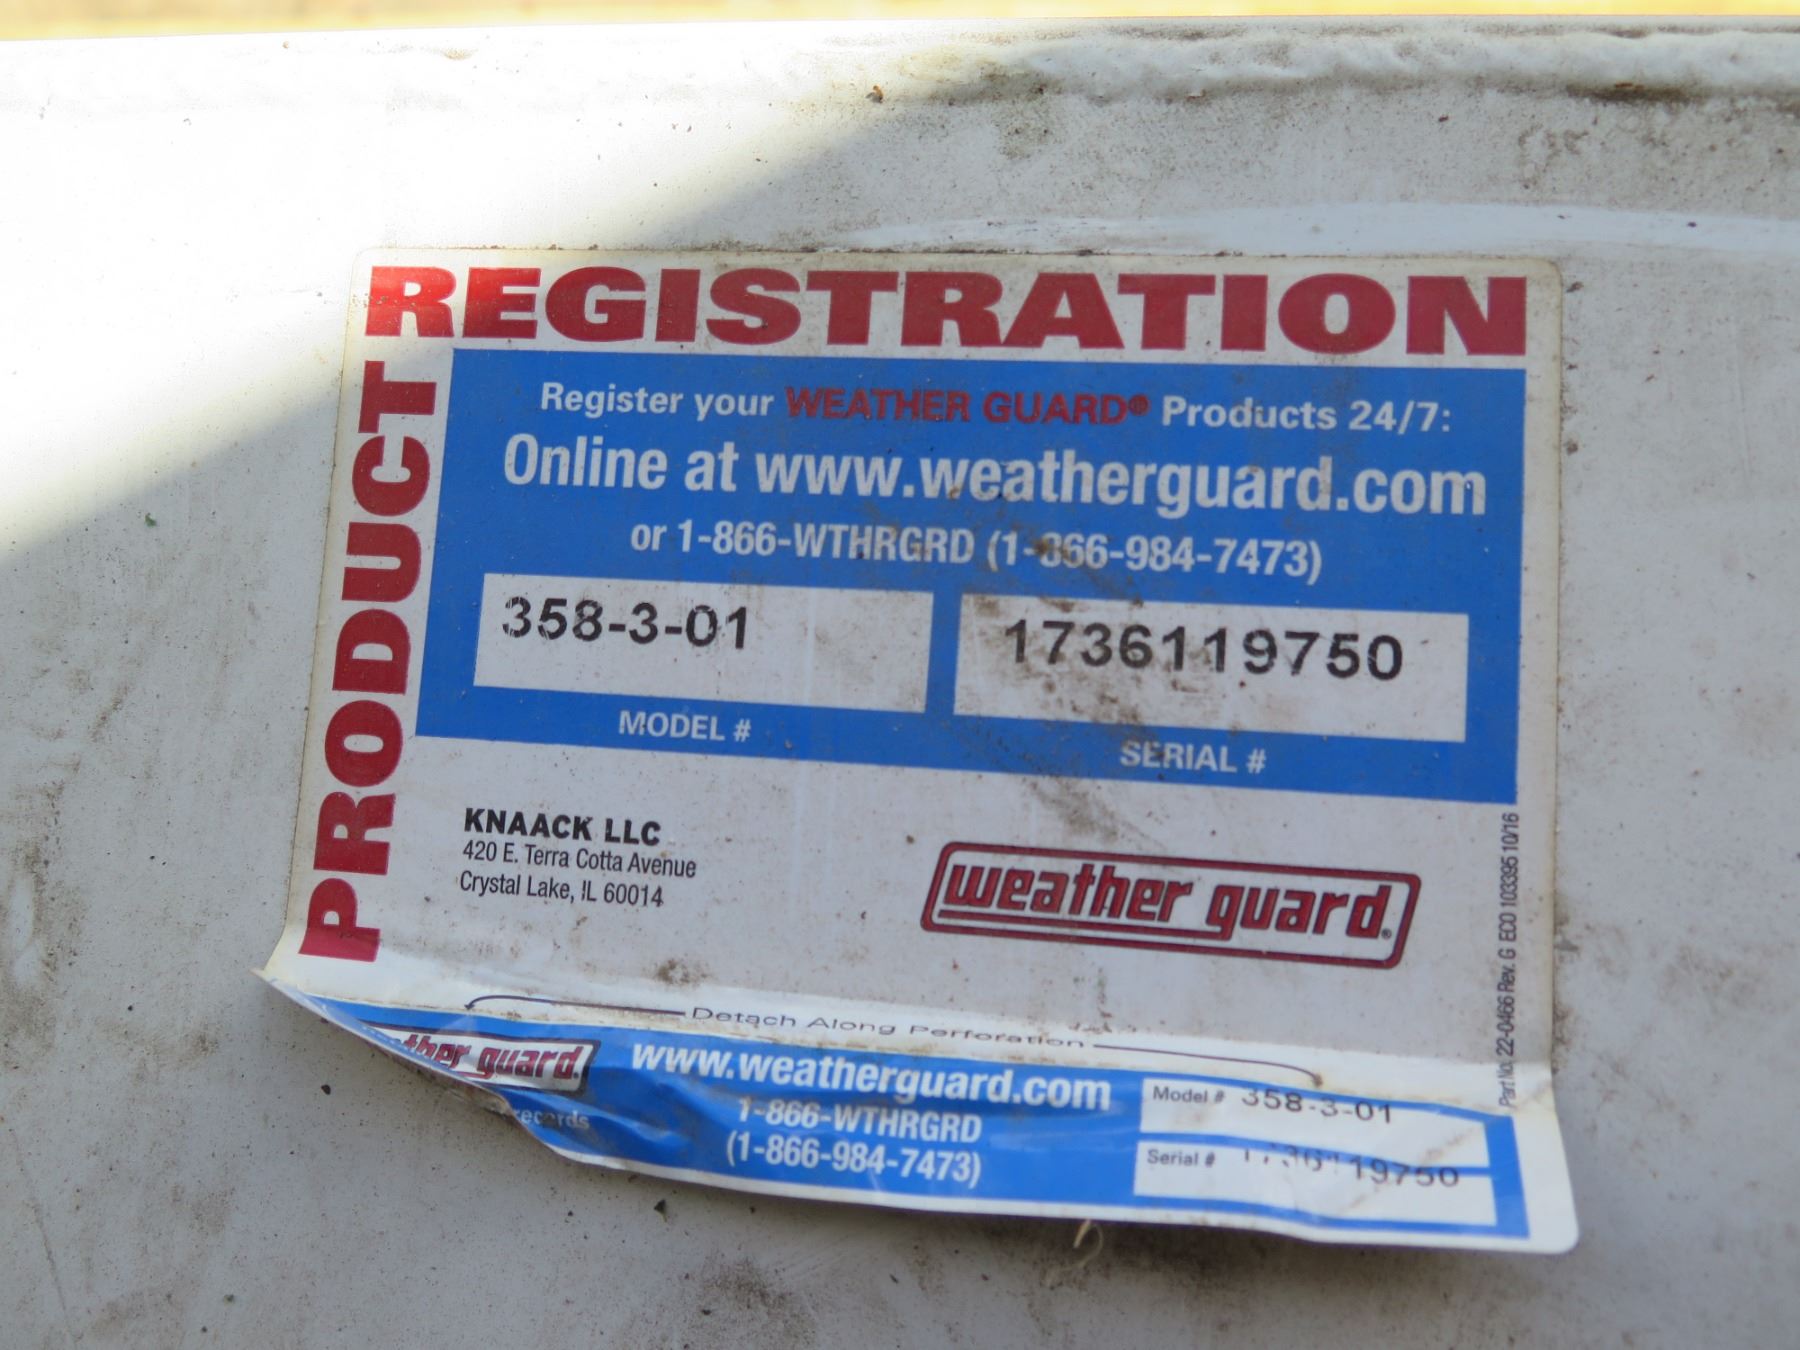 PRODUCT REGISTRATION
Register your WEATHER GUARD® Products 24/7:
Online at www.weatherguard.com
or 1-866-WTHRGRD (1-866-984-7473)
358-3-01
MODEL #
1736119750
SERIAL #
KNAACK LLC
420 E. Terra Cotta Avenue
Crystal Lake, IL 60014
weather guard®
Part No. 22-0466 Rev. G ECO 103395 10/16
Detach Along Perforation
guard®
records
www.weatherguard.com
1-866-WTHRGRD
(1-866-984-7473)
Model # 358-3-01
Serial # 1736119750